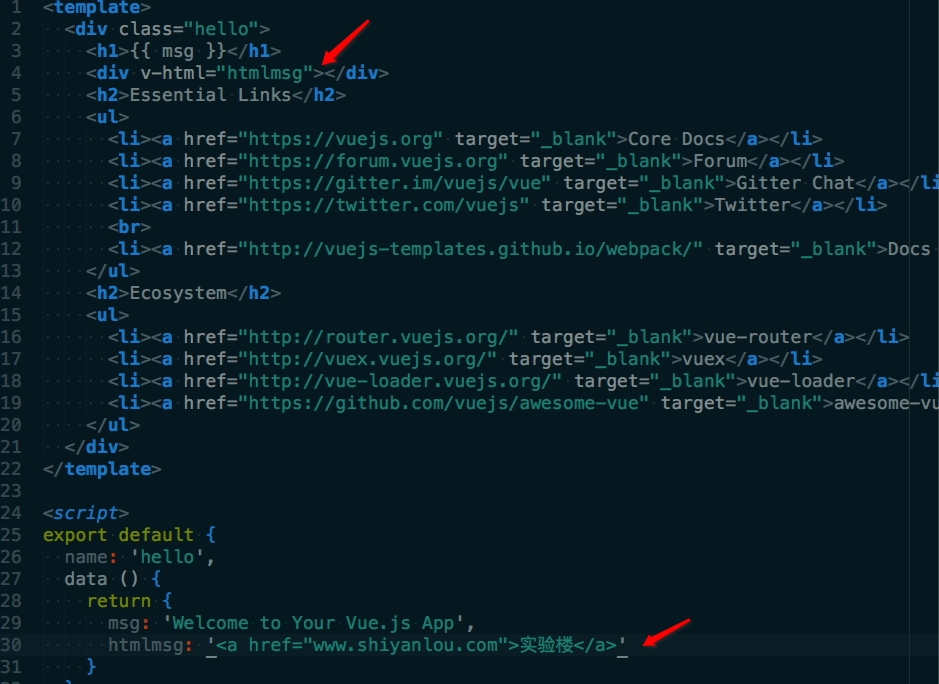 1 <template>
2 <div class="hello">
3 <h1>{{ msg }}</h1>
4 <div v-html="htmlmsg"></div>
5 <h2>Essential Links</h2>
6 <ul>
7 <li><a href="https://vuejs.org" target="_blank">Core Docs</a></li>
8 <li><a href="https://forum.vuejs.org" target="_blank">Forum</a></li>
9 <li><a href="https://gitter.im/vuejs/vue" target="_blank">Gitter Chat</a></li
10 <li><a href="https://twitter.com/vuejs" target="_blank">Twitter</a></li>
11 <br>
12 <li><a href="http://vuejs-templates.github.io/webpack/" target="_blank">Docs
13 </ul>
14 <h2>Ecosystem</h2>
15 <ul>
16 <li><a href="http://router.vuejs.org/" target="_blank">vue-router</a></li>
17 <li><a href="http://vuex.vuejs.org/" target="_blank">vuex</a></li>
18 <li><a href="http://vue-loader.vuejs.org/" target="_blank">vue-loader</a></li
19 <li><a href="https://github.com/vuejs/awesome-vue" target="_blank">awesome-vu
20 </ul>
21 </div>
22 </template>
23
24 <script>
25 export default {
26 name: 'hello',
27 data () {
28 return {
29 msg: 'Welcome to Your Vue.js App',
30 htmlmsg: '<a href="www.shiyanlou.com">实验楼</a>'
31 }